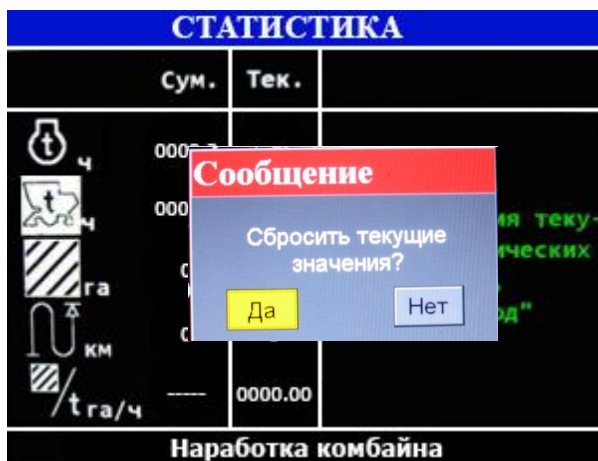 СТАТИСТИКА
Сум. Тек.
t ч
Сообщение
t ч
Сбросить текущие
значения?
га
Да Нет
км
/t га/ч ----- 0000.00
Наработка комбайна